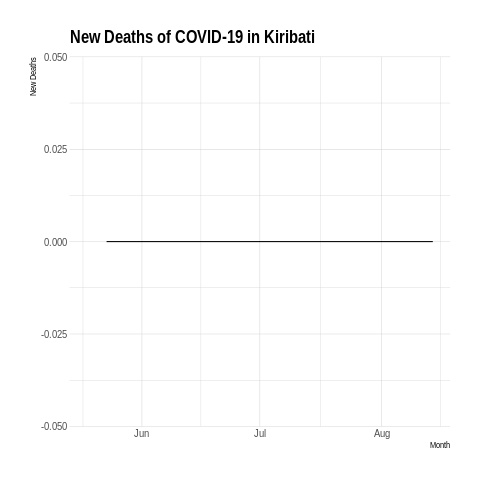 New Deaths of COVID-19 in Kiribati
New Deaths
0.050
0.025
0.000
-0.025
-0.050
Jun Jul Aug
Month